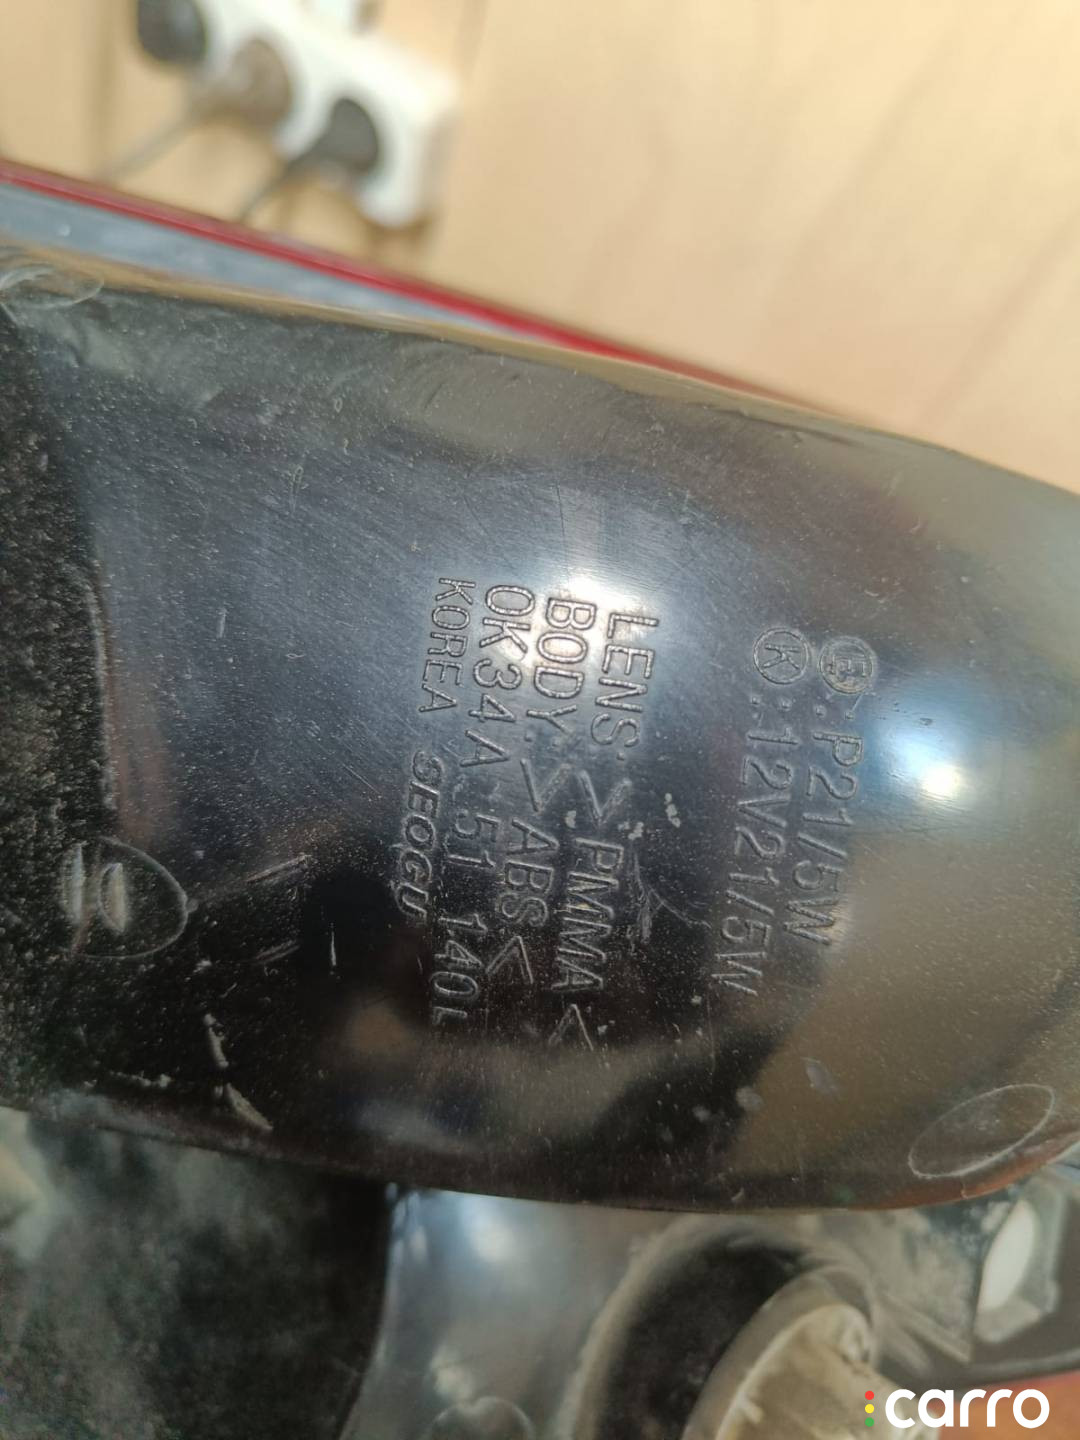 Ⓔ : P21/5W
Ⓚ : 12V21/5W
LENS : >PMMA<
BODY : >ABS<
0K34A 51 140L
KOREA SEOGU
carro